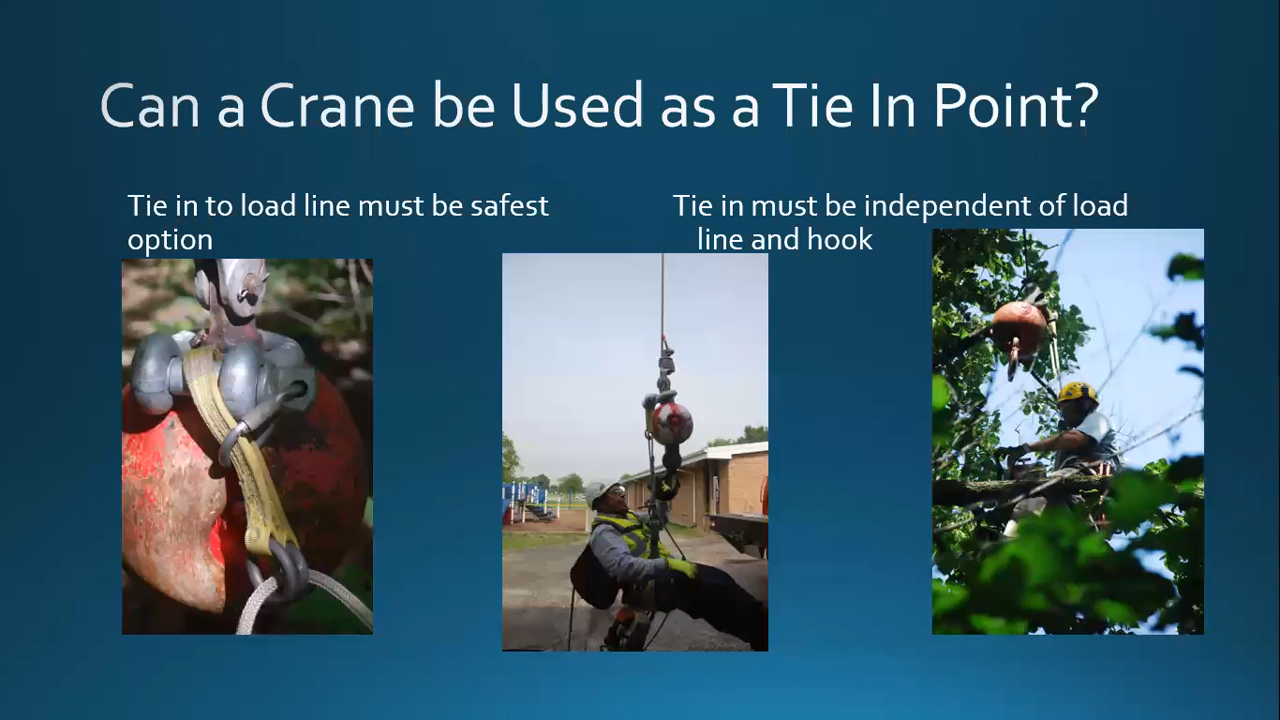 Can a Crane be Used as a Tie In Point?
Tie in to load line must be safest
option
Tie in must be independent of load
line and hook